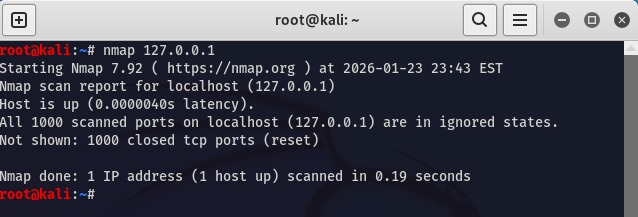 root@kali: ~
root@kali:~# nmap 127.0.0.1
Starting Nmap 7.92 ( https://nmap.org ) at 2026-01-23 23:43 EST
Nmap scan report for localhost (127.0.0.1)
Host is up (0.0000040s latency).
All 1000 scanned ports on localhost (127.0.0.1) are in ignored states.
Not shown: 1000 closed tcp ports (reset)
Nmap done: 1 IP address (1 host up) scanned in 0.19 seconds
root@kali:~#